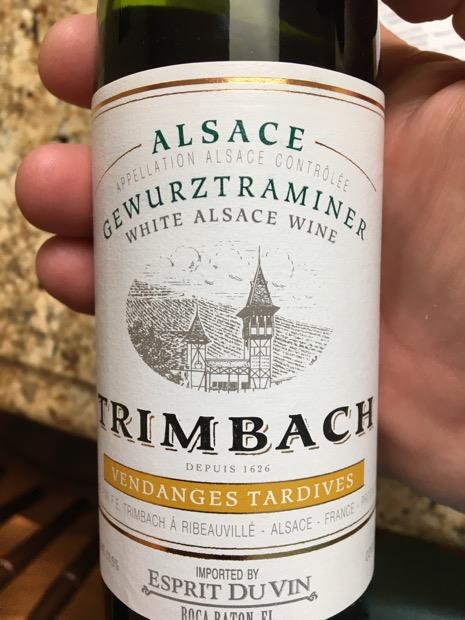 ALSACE
APPELLATION ALSACE CONTRÔLÉE
GEWURZTRAMINER
WHITE ALSACE WINE
TRIMBACH
DEPUIS 1626
VENDANGES TARDIVES
F.E. TRIMBACH À RIBEAUVILLÉ - ALSACE - FRANCE -
IMPORTED BY
ESPRIT DU VIN
BOCA RATON, FL